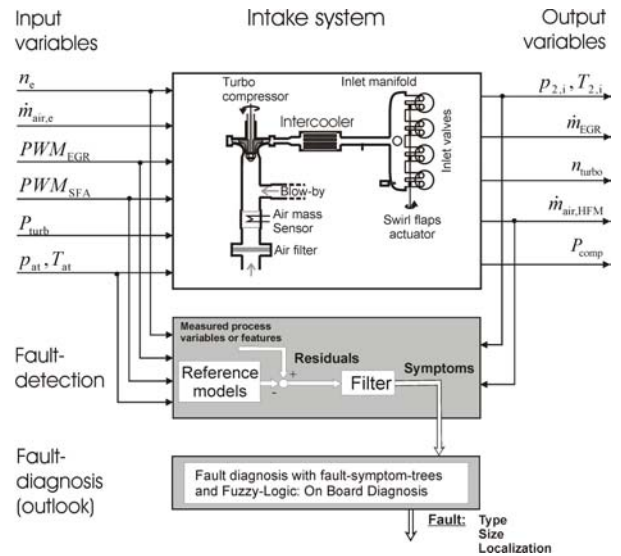 Input
variables
Intake system
Output
variables
n_e
ṁ_air,e
PWM_EGR
PWM_SFA
P_turb
p_at , T_at
Turbo
compressor
Inlet manifold
Intercooler
Inlet valves
Blow-by
Air mass
Sensor
Air filter
Swirl flaps
actuator
p_2,i , T_2,i
ṁ_EGR
n_turbo
ṁ_air,HFM
P_comp
Fault-
detection
Measured process
variables or features
Residuals
Symptoms
Reference
models
+
-
Filter
Fault-
diagnosis
(outlook)
Fault diagnosis with fault-symptom-trees
and Fuzzy-Logic: On Board Diagnosis
Fault: Type
Size
Localization